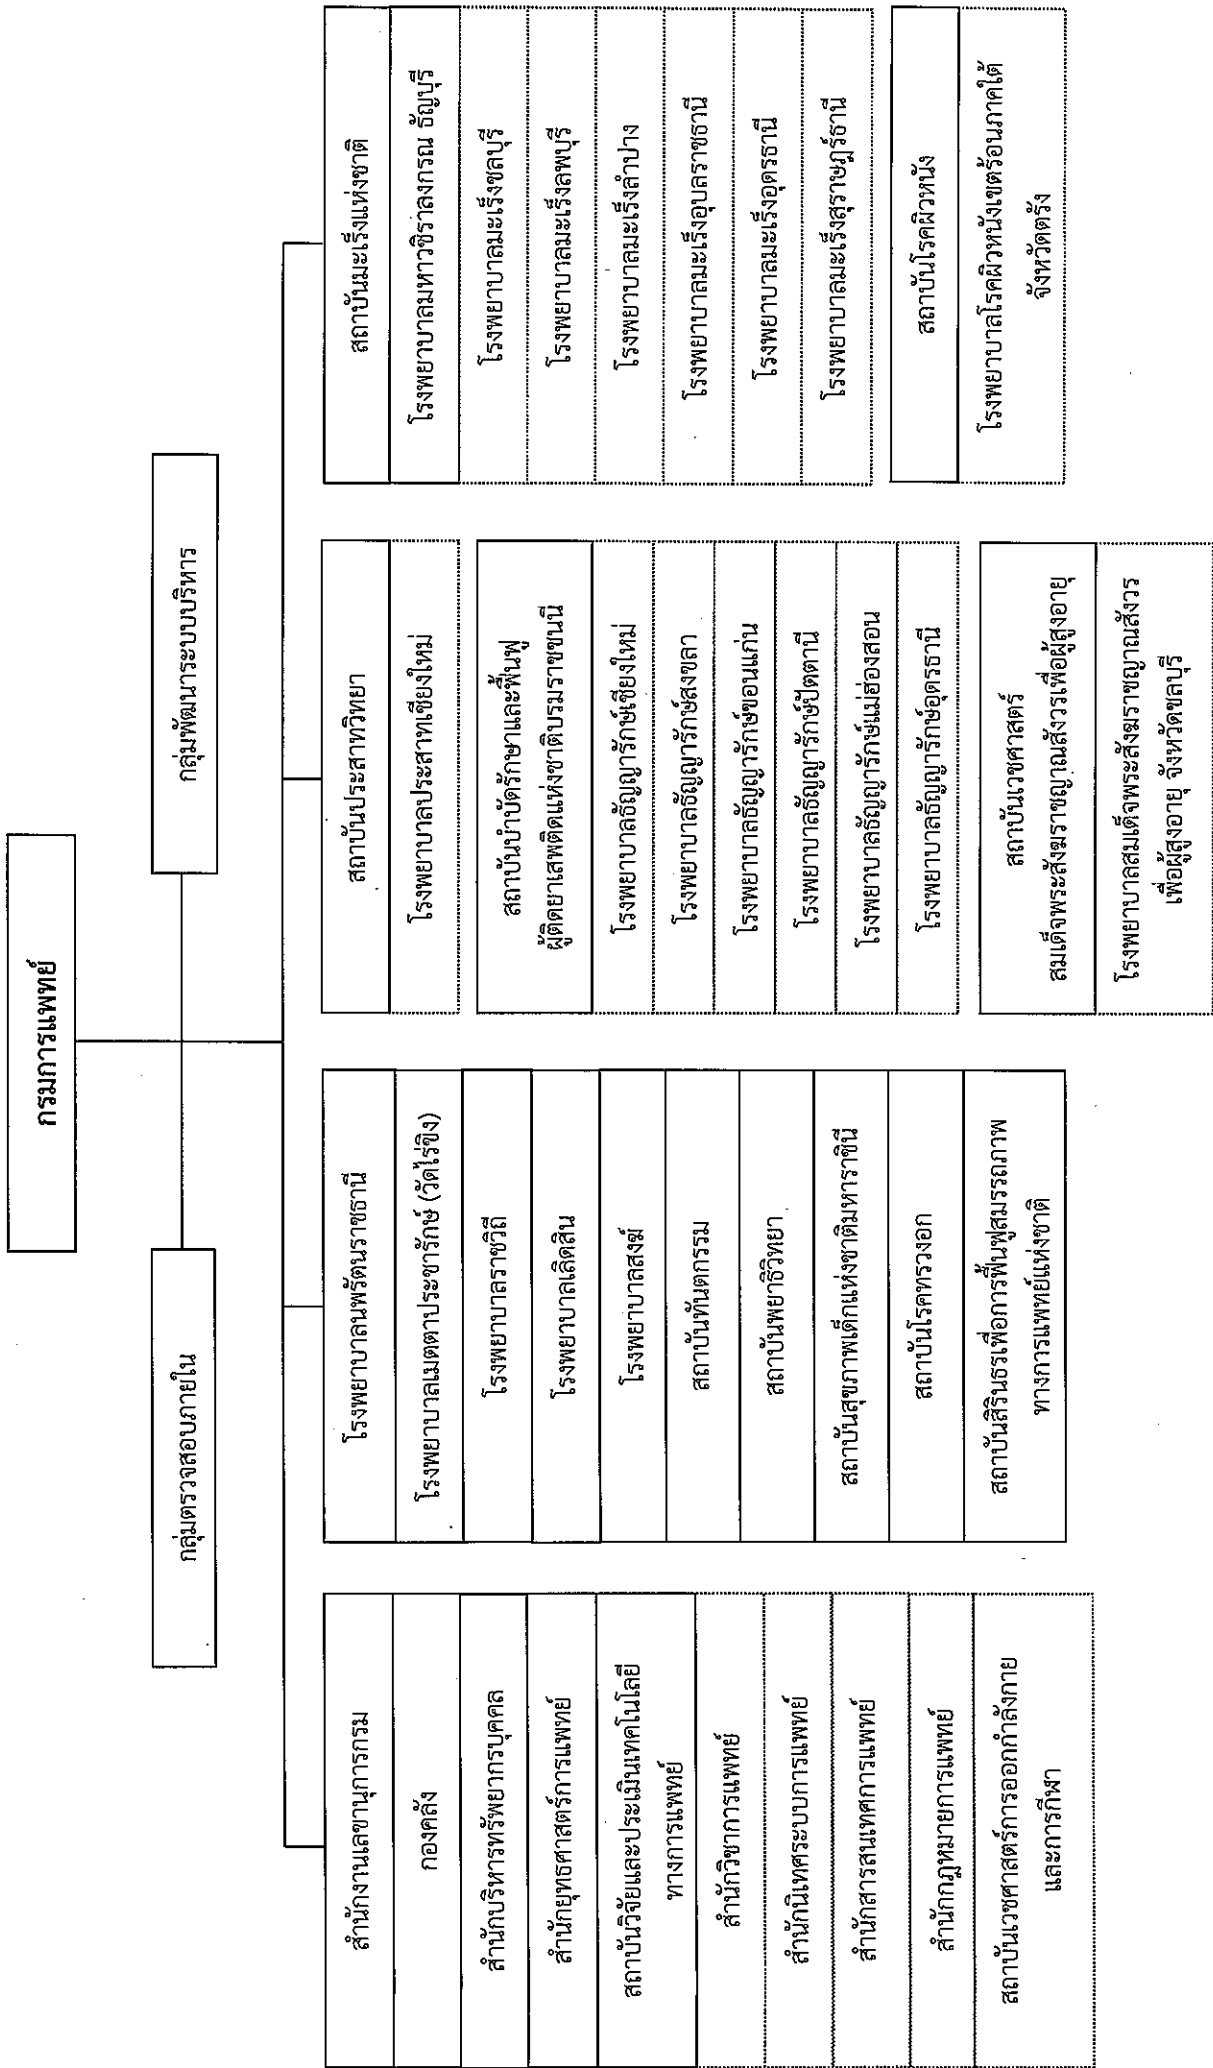 กรมการแพทย์
กลุ่มตรวจสอบภายใน
กลุ่มพัฒนาระบบบริหาร
สำนักงานเลขานุการกรม
กองคลัง
สำนักบริหารทรัพยากรบุคคล
สำนักยุทธศาสตร์การแพทย์
สถาบันวิจัยและประเมินเทคโนโลยี
ทางการแพทย์
สำนักวิชาการแพทย์
สำนักนิเทศระบบการแพทย์
สำนักสารสนเทศการแพทย์
สำนักกฎหมายการแพทย์
สถาบันเวชศาสตร์การออกกำลังกาย
และการกีฬา
โรงพยาบาลนพรัตนราชธานี
โรงพยาบาลเมตตาประชารักษ์ (วัดไร่ขิง)
โรงพยาบาลราชวิถี
โรงพยาบาลเลิดสิน
โรงพยาบาลสงฆ์
สถาบันทันตกรรม
สถาบันพยาธิวิทยา
สถาบันสุขภาพเด็กแห่งชาติมหาราชินี
สถาบันโรคทรวงอก
สถาบันสิรินธรเพื่อการฟื้นฟูสมรรถภาพ
ทางการแพทย์แห่งชาติ
สถาบันประสาทวิทยา
โรงพยาบาลประสาทเชียงใหม่
สถาบันบำบัดรักษาและฟื้นฟู
ผู้ติดยาเสพติดแห่งชาติบรมราชชนนี
โรงพยาบาลธัญญารักษ์เชียงใหม่
โรงพยาบาลธัญญารักษ์สงขลา
โรงพยาบาลธัญญารักษ์ขอนแก่น
โรงพยาบาลธัญญารักษ์ปัตตานี
โรงพยาบาลธัญญารักษ์แม่ฮ่องสอน
โรงพยาบาลธัญญารักษ์อุดรธานี
สถาบันเวชศาสตร์
สมเด็จพระสังฆราชญาณสังวรเพื่อผู้สูงอายุ
โรงพยาบาลสมเด็จพระสังฆราชญาณสังวร
เพื่อผู้สูงอายุ จังหวัดชลบุรี
สถาบันมะเร็งแห่งชาติ
โรงพยาบาลมหาวชิราลงกรณ ธัญบุรี
โรงพยาบาลมะเร็งชลบุรี
โรงพยาบาลมะเร็งลพบุรี
โรงพยาบาลมะเร็งลำปาง
โรงพยาบาลมะเร็งอุบลราชธานี
โรงพยาบาลมะเร็งอุดรธานี
โรงพยาบาลมะเร็งสุราษฎร์ธานี
สถาบันโรคผิวหนัง
โรงพยาบาลโรคผิวหนังเขตร้อนภาคใต้
จังหวัดตรัง